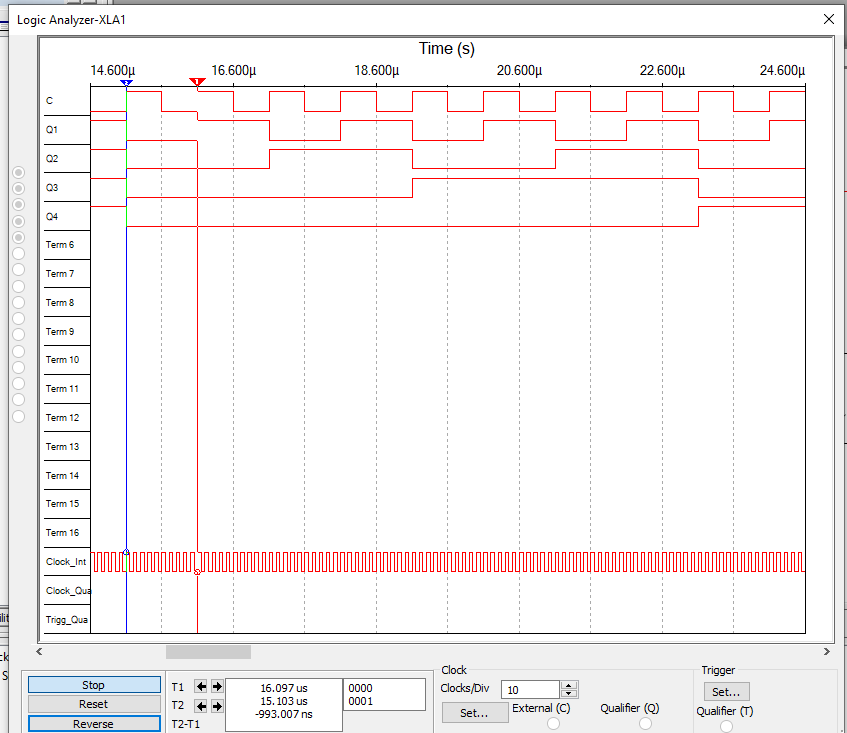 Logic Analyzer-XLA1
Time (s)
14.600µ 16.600µ 18.600µ 20.600µ 22.600µ 24.600µ
2 1
C
Q1
Q2
Q3
Q4
Term 6
Term 7
Term 8
Term 9
Term 10
Term 11
Term 12
Term 13
Term 14
Term 15
Term 16
Clock_Int
Clock_Qua
Trigg_Qua
Stop
Reset
Reverse
T1 16.097 us 0000
T2 15.103 us 0001
T2-T1 -993.007 ns
Clock
Clocks/Div 10
Set...
External (C)
Qualifier (Q)
Trigger
Set...
Qualifier (T)